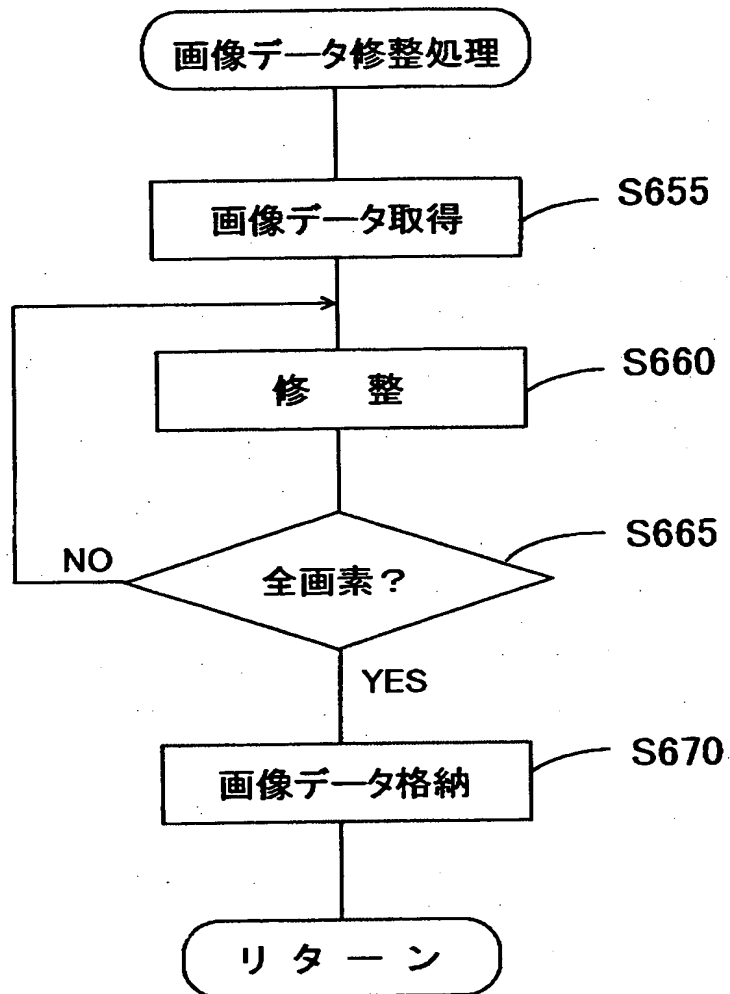 画像データ修整処理
画像データ取得
S655
修 整
S660
全画素？
S665
NO
YES
画像データ格納
S670
リターン